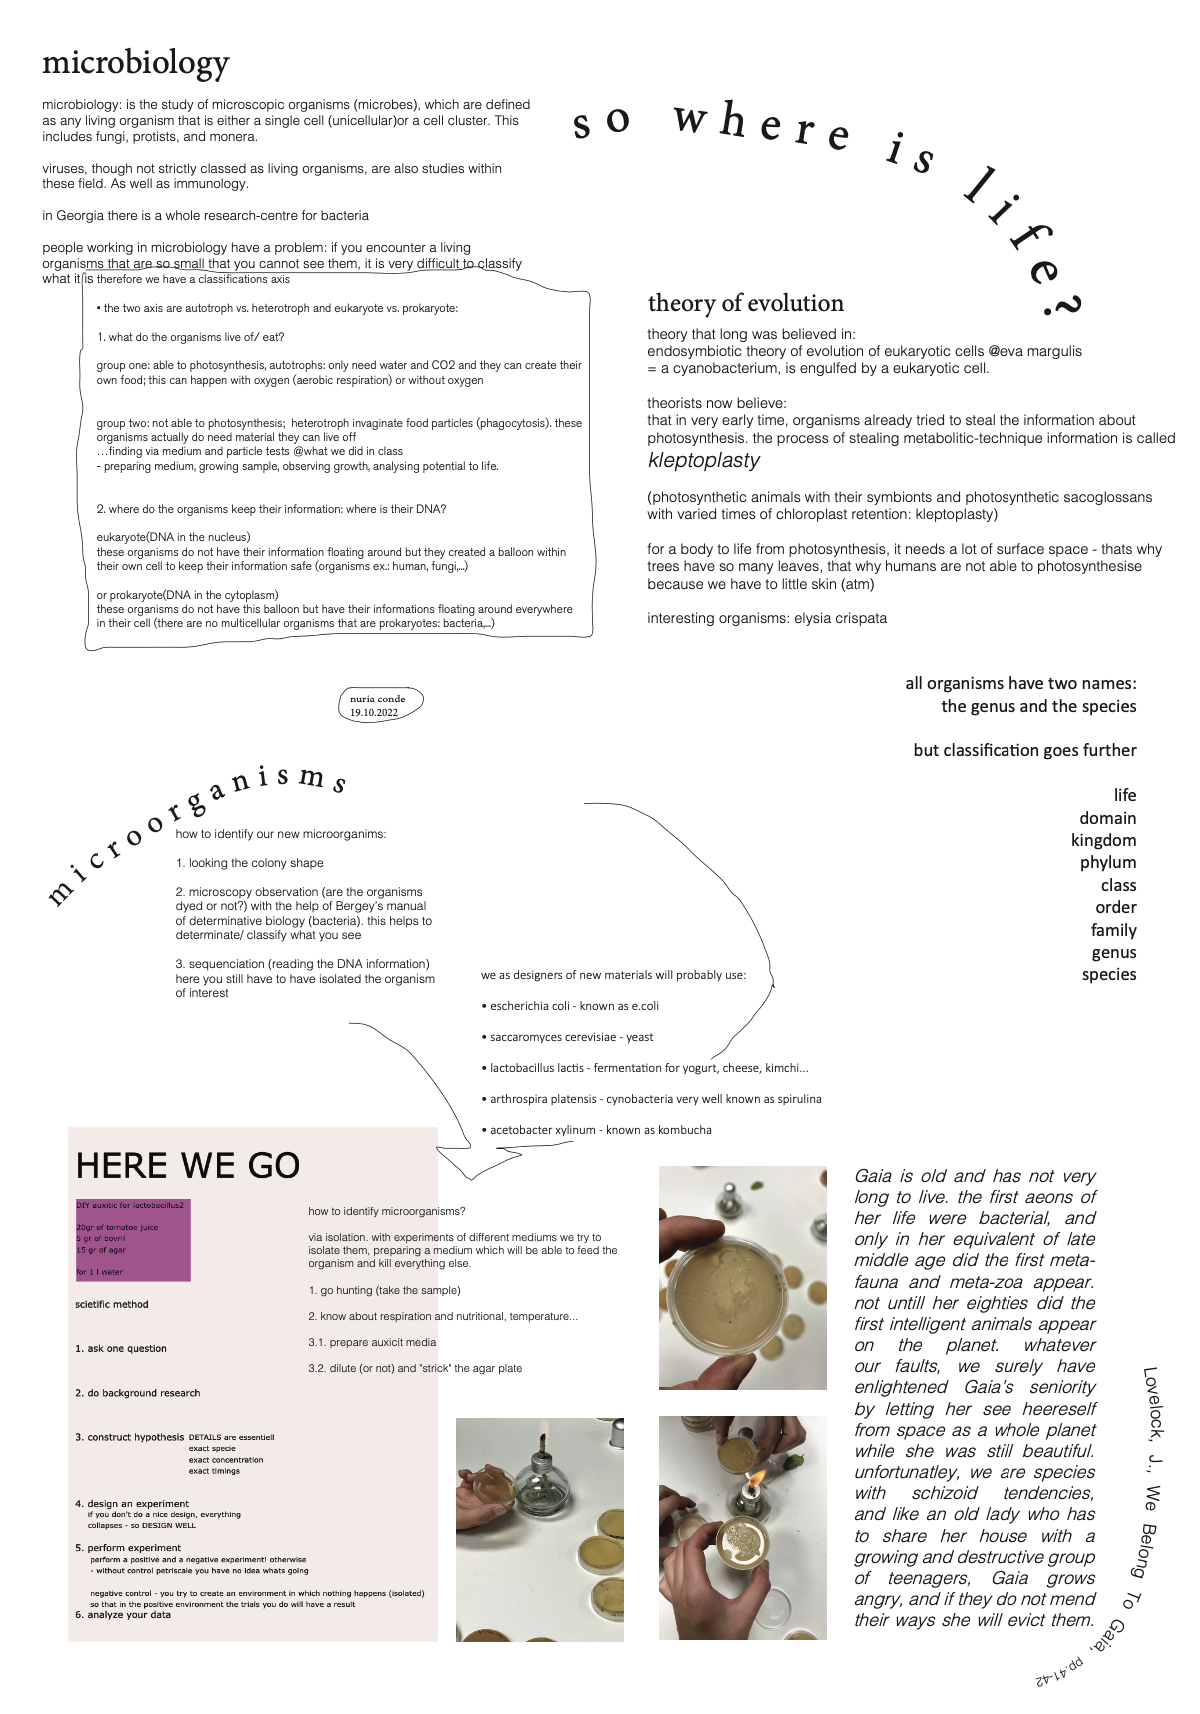 microbiology
microbiology: is the study of microscopic organisms (microbes), which are defined
as any living organism that is either a single cell (unicellular)or a cell cluster. This
includes fungi, protists, and monera.
viruses, though not strictly classed as living organisms, are also studies within
these field. As well as immunology.
in Georgia there is a whole research-centre for bacteria
people working in microbiology have a problem: if you encounter a living
organisms that are so small that you cannot see them, it is very difficult to classify
what it is therefore we have a classifications axis
• the two axis are autotroph vs. heterotroph and eukaryote vs. prokaryote:
1. what do the organisms live of/ eat?
group one: able to photosynthesis, autotrophs: only need water and CO2 and they can create their
own food; this can happen with oxygen (aerobic respiration) or without oxygen
group two: not able to photosynthesis; heterotroph invaginate food particles (phagocytosis). these
organisms actually do need material they can live off
...finding via medium and particle tests @what we did in class
- preparing medium, growing sample, observing growth, analysing potential to life.
2. where do the organisms keep their information: where is their DNA?
eukaryote(DNA in the nucleus)
these organisms do not have their information floating around but they created a balloon within
their own cell to keep their information safe (organisms ex.: human, fungi,...)
or prokaryote(DNA in the cytoplasm)
these organisms do not have this balloon but have their informations floating around everywhere
in their cell (there are no multicellular organisms that are prokaryotes: bacteria,...)
so where is life?
theory of evolution
theory that long was believed in:
endosymbiotic theory of evolution of eukaryotic cells @eva margulis
= a cyanobacterium, is engulfed by a eukaryotic cell.
theorists now believe:
that in very early time, organisms already tried to steal the information about
photosynthesis. the process of stealing metabolitic-technique information is called
kleptoplasty
(photosynthetic animals with their symbionts and photosynthetic sacoglossans
with varied times of chloroplast retention: kleptoplasty)
for a body to life from photosynthesis, it needs a lot of surface space - thats why
trees have so many leaves, that why humans are not able to photosynthesise
because we have to little skin (atm)
interesting organisms: elysia crispata
nuria conde
19.10.2022
all organisms have two names:
the genus and the species
but classification goes further
life
domain
kingdom
phylum
class
order
family
genus
species
microorganisms
how to identify our new microorganims:
1. looking the colony shape
2. microscopy observation (are the organisms
dyed or not?) with the help of Bergey's manual
of determinative biology (bacteria). this helps to
determinate/ classify what you see
3. sequenciation (reading the DNA information)
here you still have to have isolated the organism
of interest
we as designers of new materials will probably use:
• escherichia coli - known as e.coli
• saccaromyces cerevisiae - yeast
• lactobacillus lactis - fermentation for yogurt, cheese, kimchi...
• arthrospira platensis - cynobacteria very well known as spirulina
• acetobacter xylinum - known as kombucha
HERE WE GO
DIY auxitic for lactobacillus2
20gr of tomatoe juice
5 gr of bovril
15 gr of agar
for 1 l water
scietific method
1. ask one question
2. do background research
3. construct hypothesis DETAILS are essentiell
exact specie
exact concentration
exact timings
4. design an experiment
if you don't do a nice design, everything
collapses - so DESIGN WELL
5. perform experiment
perform a positive and a negative experiment! otherwise
- without control petriscale you have no idea whats going
negative control - you try to create an environment in which nothing happens (isolated)
so that in the positive environment the trials you do will have a result
6. analyze your data
how to identify microorganisms?
via isolation. with experiments of different mediums we try to
isolate them, preparing a medium which will be able to feed the
organism and kill everything else.
1. go hunting (take the sample)
2. know about respiration and nutritional, temperature...
3.1. prepare auxicit media
3.2. dilute (or not) and "strick" the agar plate
Gaia is old and has not very
long to live. the first aeons of
her life were bacterial, and
only in her equivalent of late
middle age did the first meta-
fauna and meta-zoa appear.
not untill her eighties did the
first intelligent animals appear
on the planet. whatever
our faults, we surely have
enlightened Gaia's seniority
by letting her see heereself
from space as a whole planet
while she was still beautiful.
unfortunatley, we are species
with schizoid tendencies,
and like an old lady who has
to share her house with a
growing and destructive group
of teenagers, Gaia grows
angry, and if they do not mend
their ways she will evict them.
Lovelock, J., We Belong To Gaia, pp.41-42